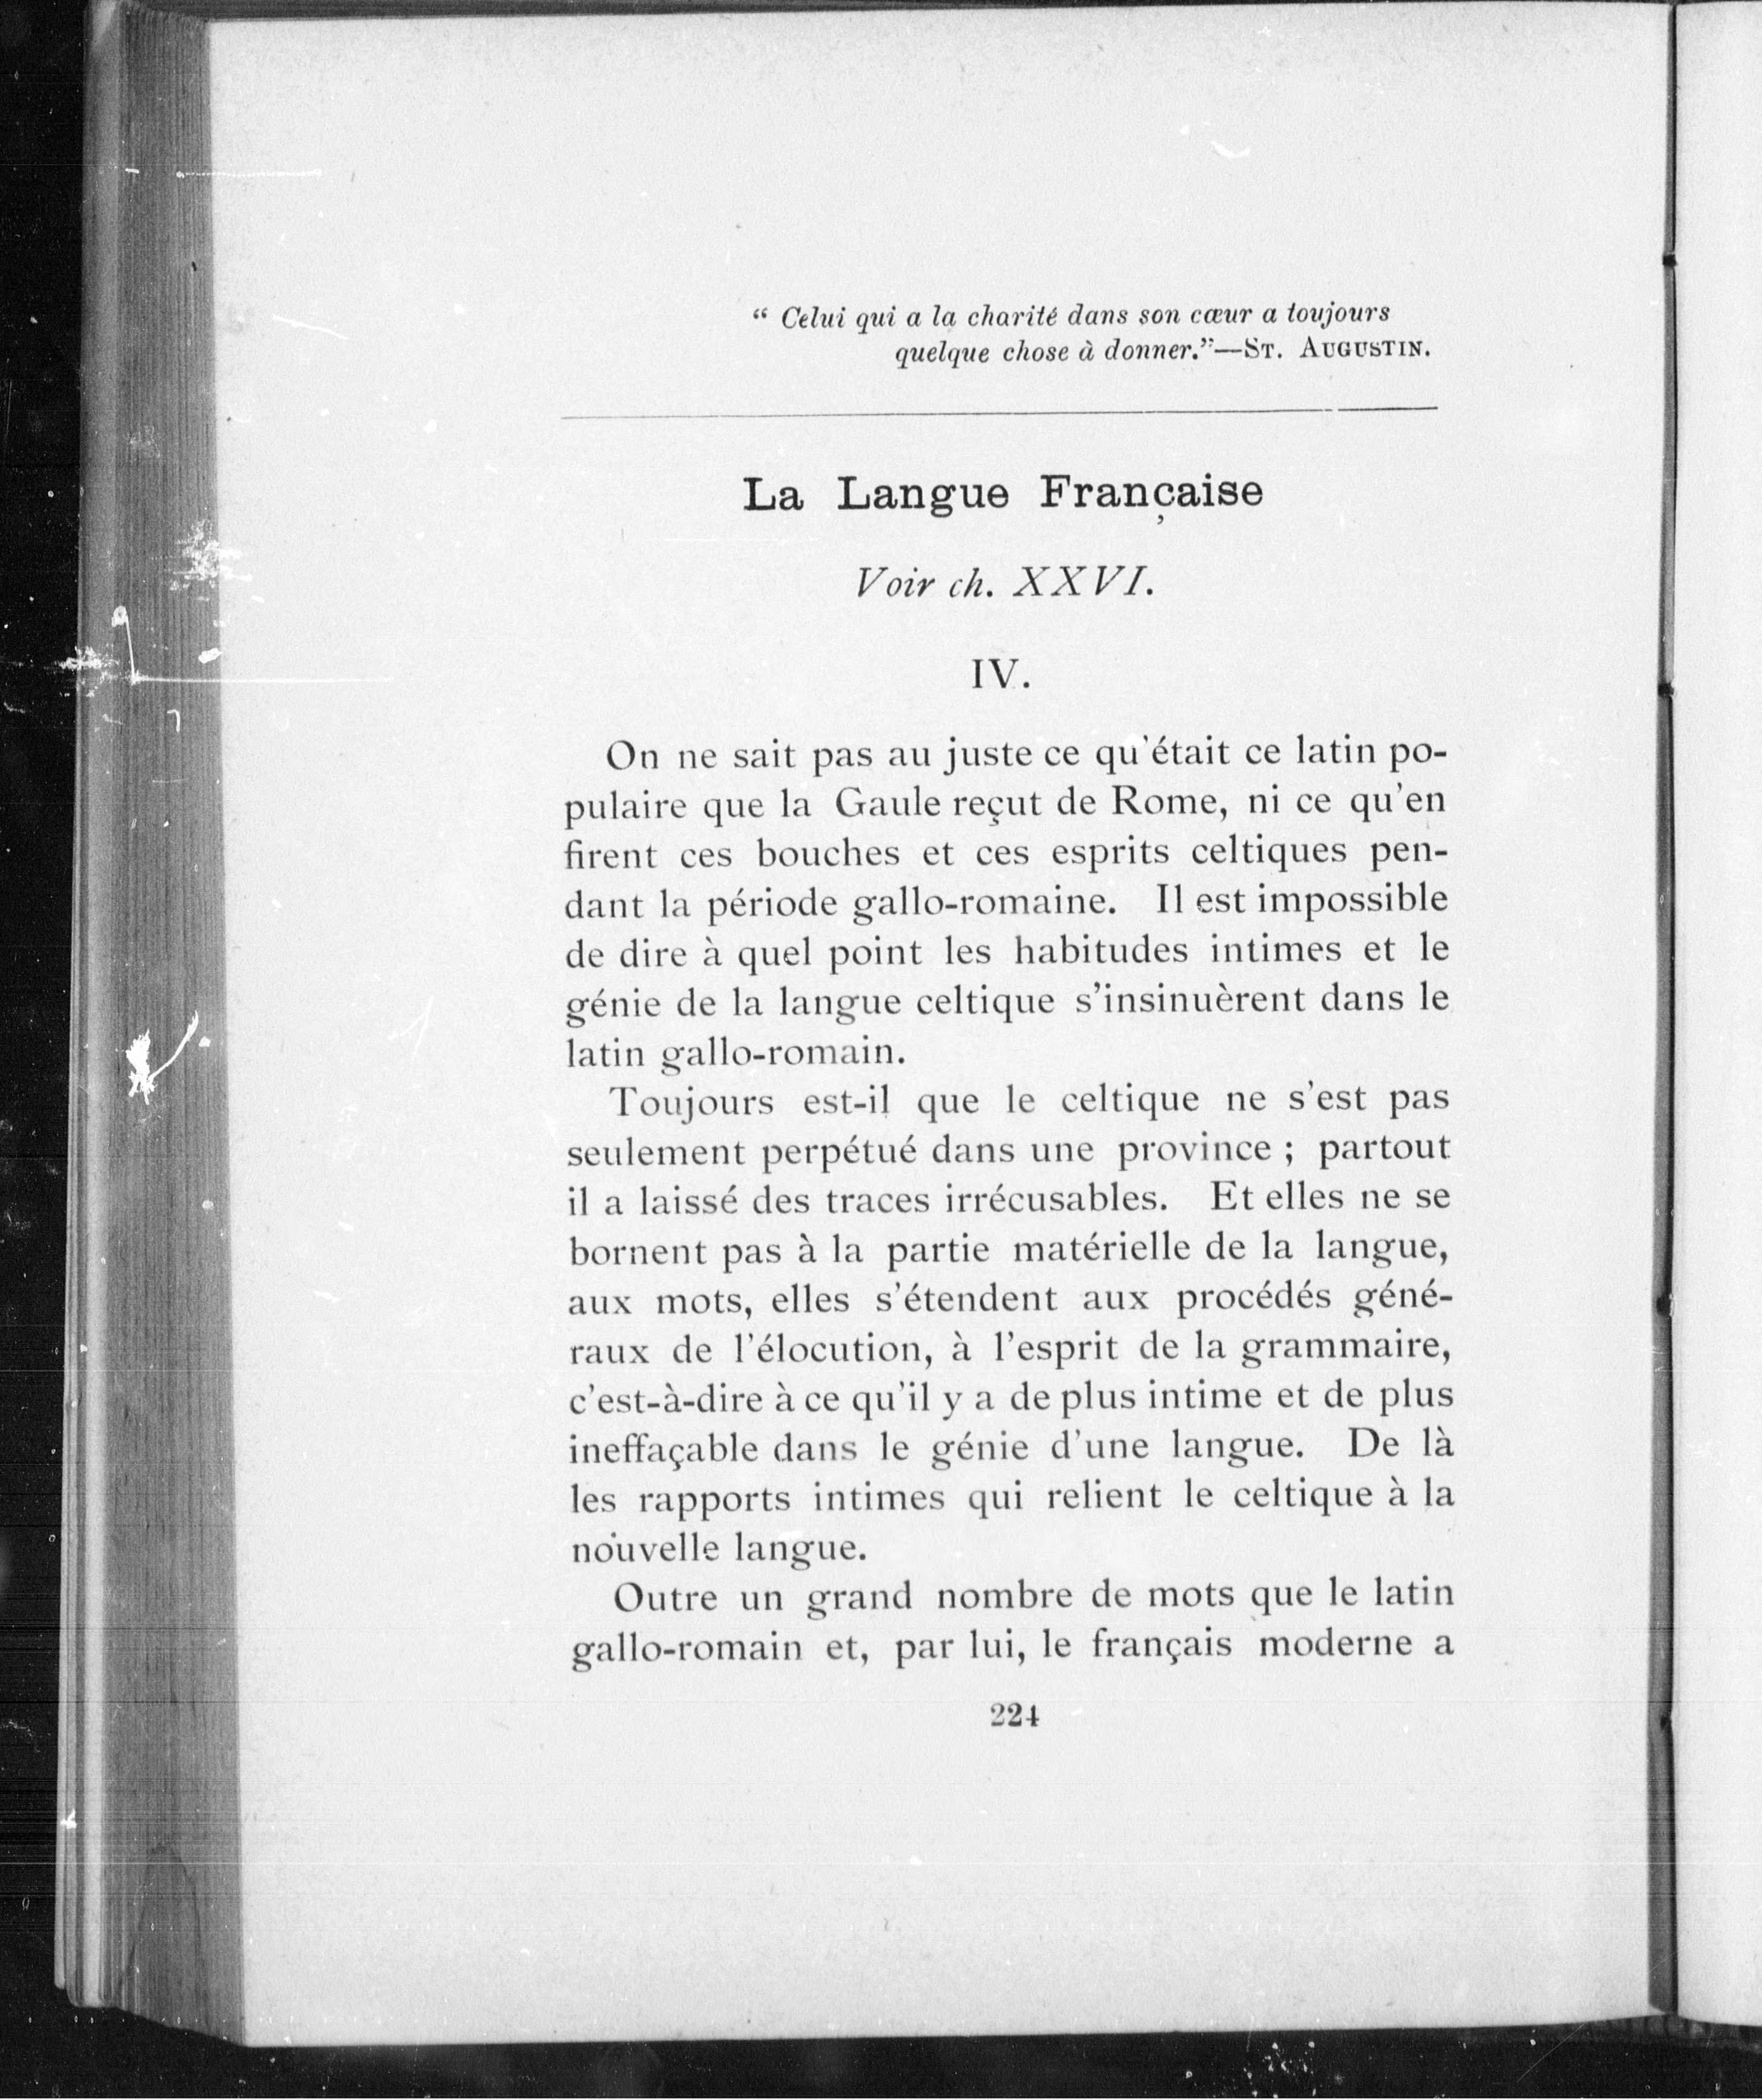 “ Celui qui a la charité dans son cœur a toujours
quelque chose à donner.”—ST. AUGUSTIN.
La Langue Française
Voir ch. XXVI.
IV.
On ne sait pas au juste ce qu'était ce latin po-
pulaire que la Gaule reçut de Rome, ni ce qu'en
firent ces bouches et ces esprits celtiques pen-
dant la période gallo-romaine. Il est impossible
de dire à quel point les habitudes intimes et le
génie de la langue celtique s'insinuèrent dans le
latin gallo-romain.
Toujours est-il que le celtique ne s'est pas
seulement perpétué dans une province ; partout
il a laissé des traces irrécusables. Et elles ne se
bornent pas à la partie matérielle de la langue,
aux mots, elles s'étendent aux procédés géné-
raux de l'élocution, à l'esprit de la grammaire,
c'est-à-dire à ce qu'il y a de plus intime et de plus
ineffaçable dans le génie d'une langue. De là
les rapports intimes qui relient le celtique à la
nouvelle langue.
Outre un grand nombre de mots que le latin
gallo-romain et, par lui, le français moderne a
224